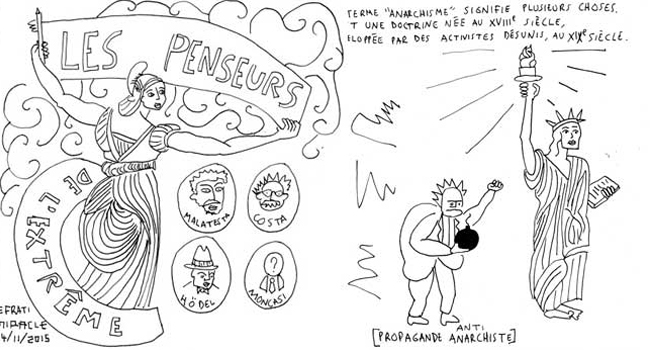 LES PENSEURS
DE L'EXTRÊME
MALATESTA
COSTA
HÖDEL
MONCASI
EFRATI
4/11/2015
TERME "ANARCHISME" SIGNIFIE PLUSIEURS CHOSES.
T UNE DOCTRINE NÉE AU XVIIIe SIÈCLE,
ELOPPÉE PAR DES ACTIVISTES DÉSUNIS, AU XIXe SIÈCLE.
ANTI
[PROPAGANDE ANARCHISTE]